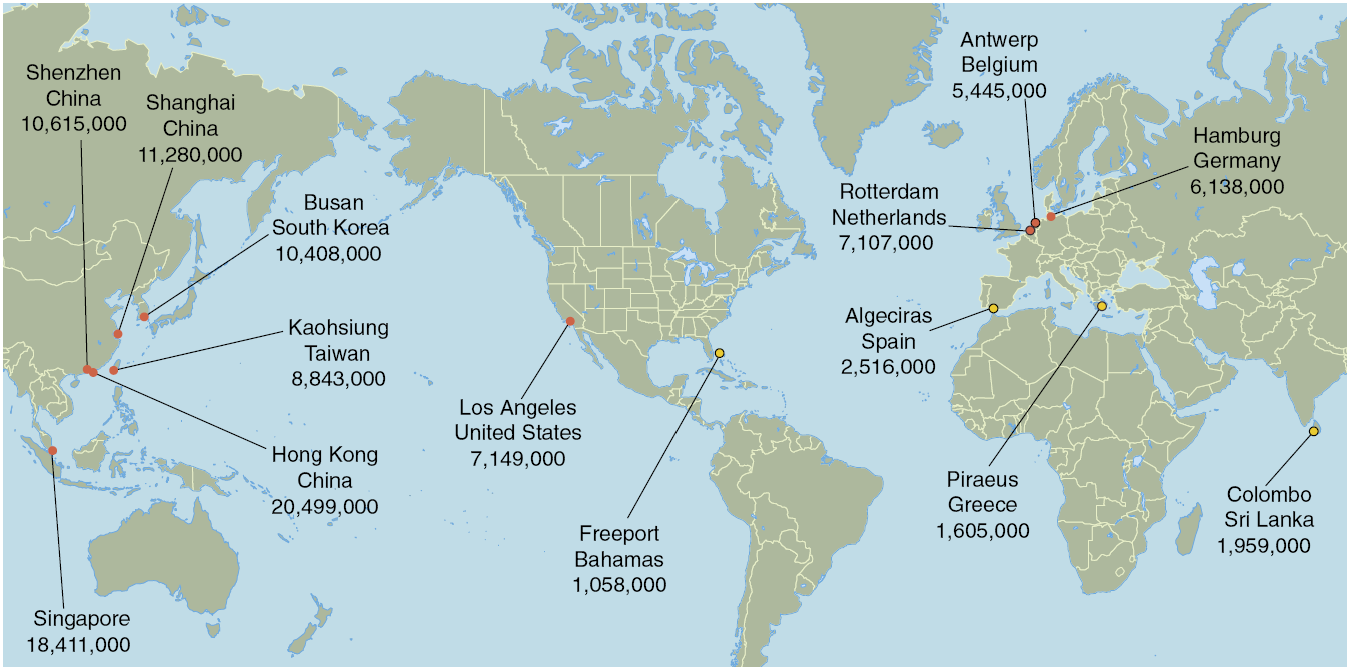 Shenzhen
China
10,615,000
Shanghai
China
11,280,000
Busan
South Korea
10,408,000
Kaohsiung
Taiwan
8,843,000
Hong Kong
China
20,499,000
Singapore
18,411,000
Los Angeles
United States
7,149,000
Freeport
Bahamas
1,058,000
Antwerp
Belgium
5,445,000
Hamburg
Germany
6,138,000
Rotterdam
Netherlands
7,107,000
Algeciras
Spain
2,516,000
Piraeus
Greece
1,605,000
Colombo
Sri Lanka
1,959,000